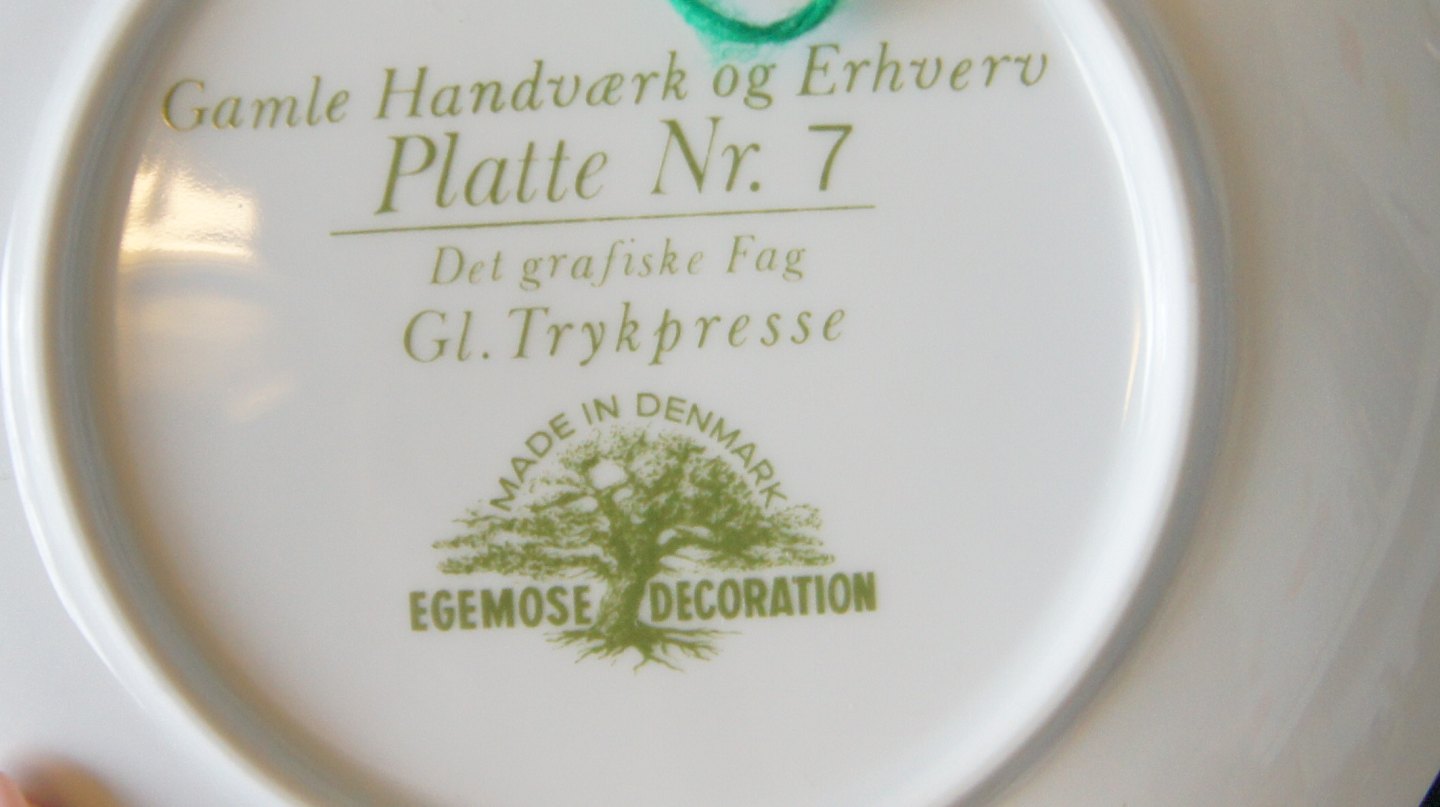 Gamle Handværk og Erhverv
Platte Nr. 7
Det grafiske Fag
Gl. Trykpresse
MADE IN DENMARK
EGEMOSE DECORATION